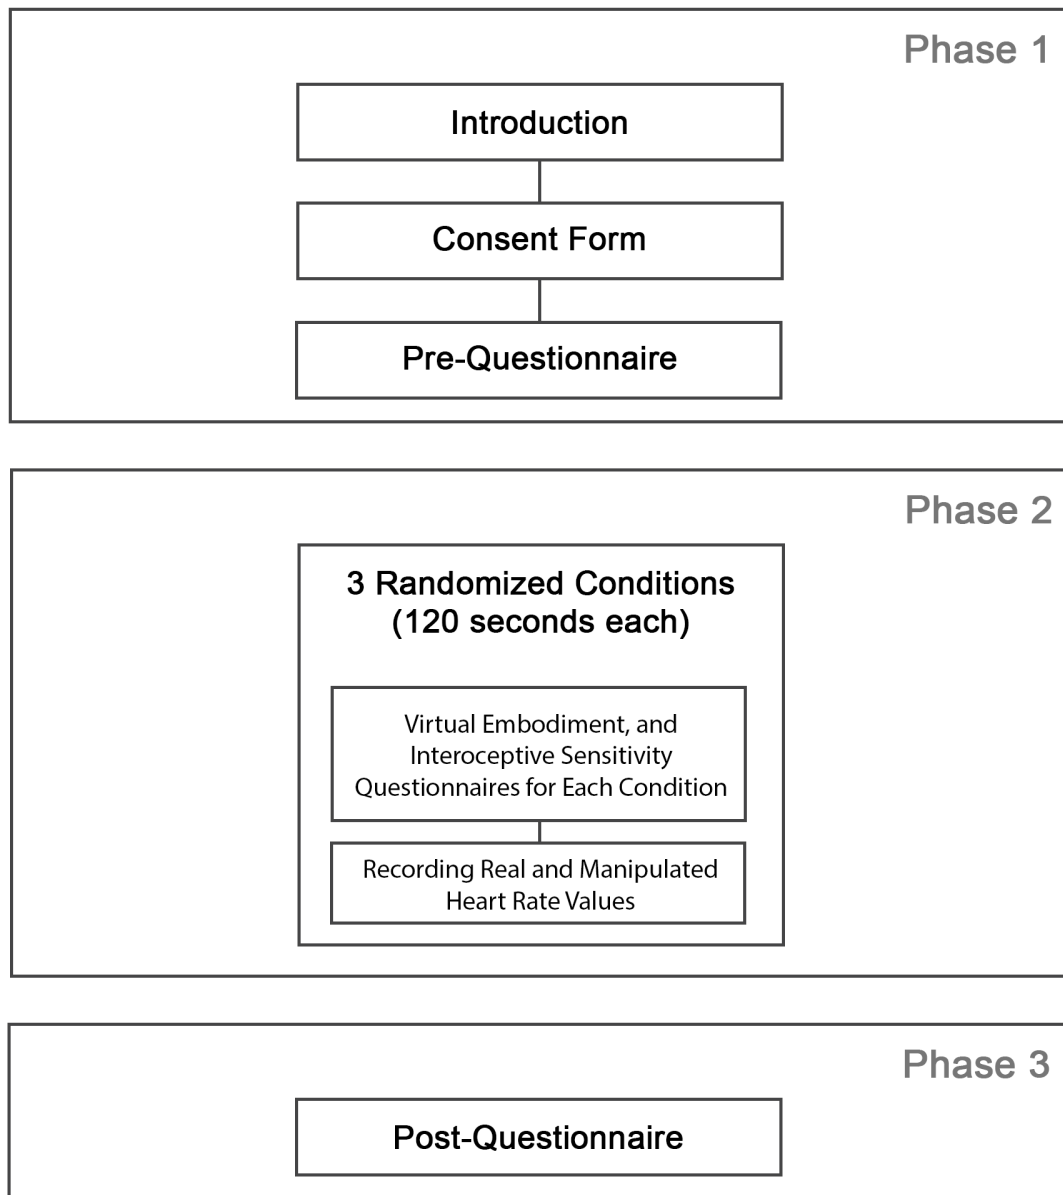 Phase 1
Introduction
Consent Form
Pre-Questionnaire
Phase 2
3 Randomized Conditions
(120 seconds each)
Virtual Embodiment, and
Interoceptive Sensitivity
Questionnaires for Each Condition
Recording Real and Manipulated
Heart Rate Values
Phase 3
Post-Questionnaire